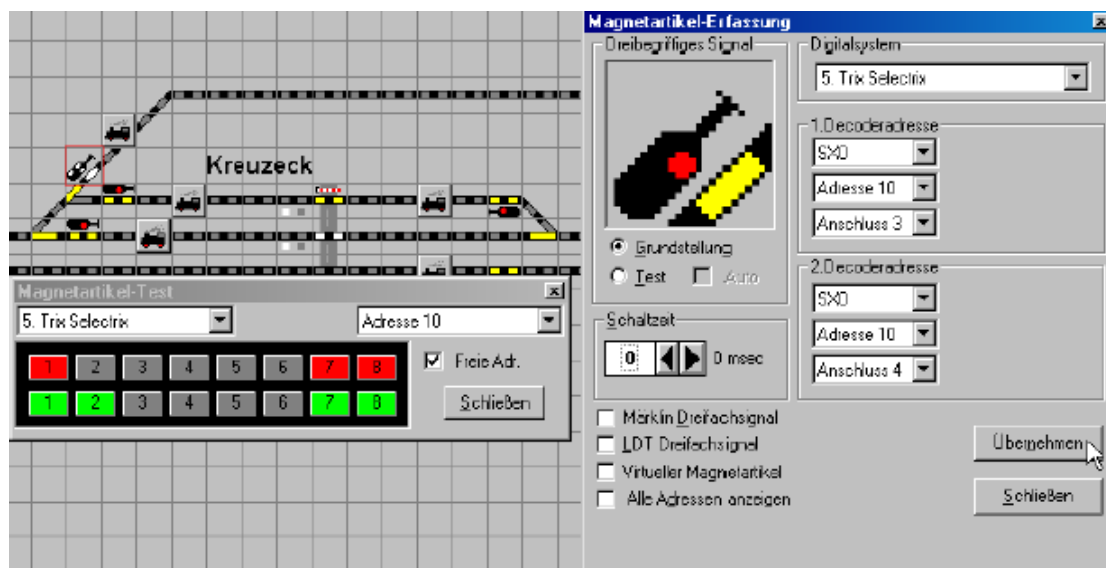 Kreuzeck
Magnetartikel-Test
5. Trix Selectrix
Adresse 10
1 2 3 4 5 6 7 8
1 2 3 4 5 6 7 8
Freie Adr.
Schließen
Magnetartikel-Erfassung
Dreibegriffiges Signal
Grundstellung
Test
Auto
Schaltzeit
0
0 msec
Märklin Dreifachsignal
LDT Dreifachsignal
Virtueller Magnetartikel
Alle Adressen anzeigen
Digitalsystem
5. Trix Selectrix
1.Decoderadresse
SX0
Adresse 10
Anschluss 3
2.Decoderadresse
SX0
Adresse 10
Anschluss 4
Übernehmen
Schließen